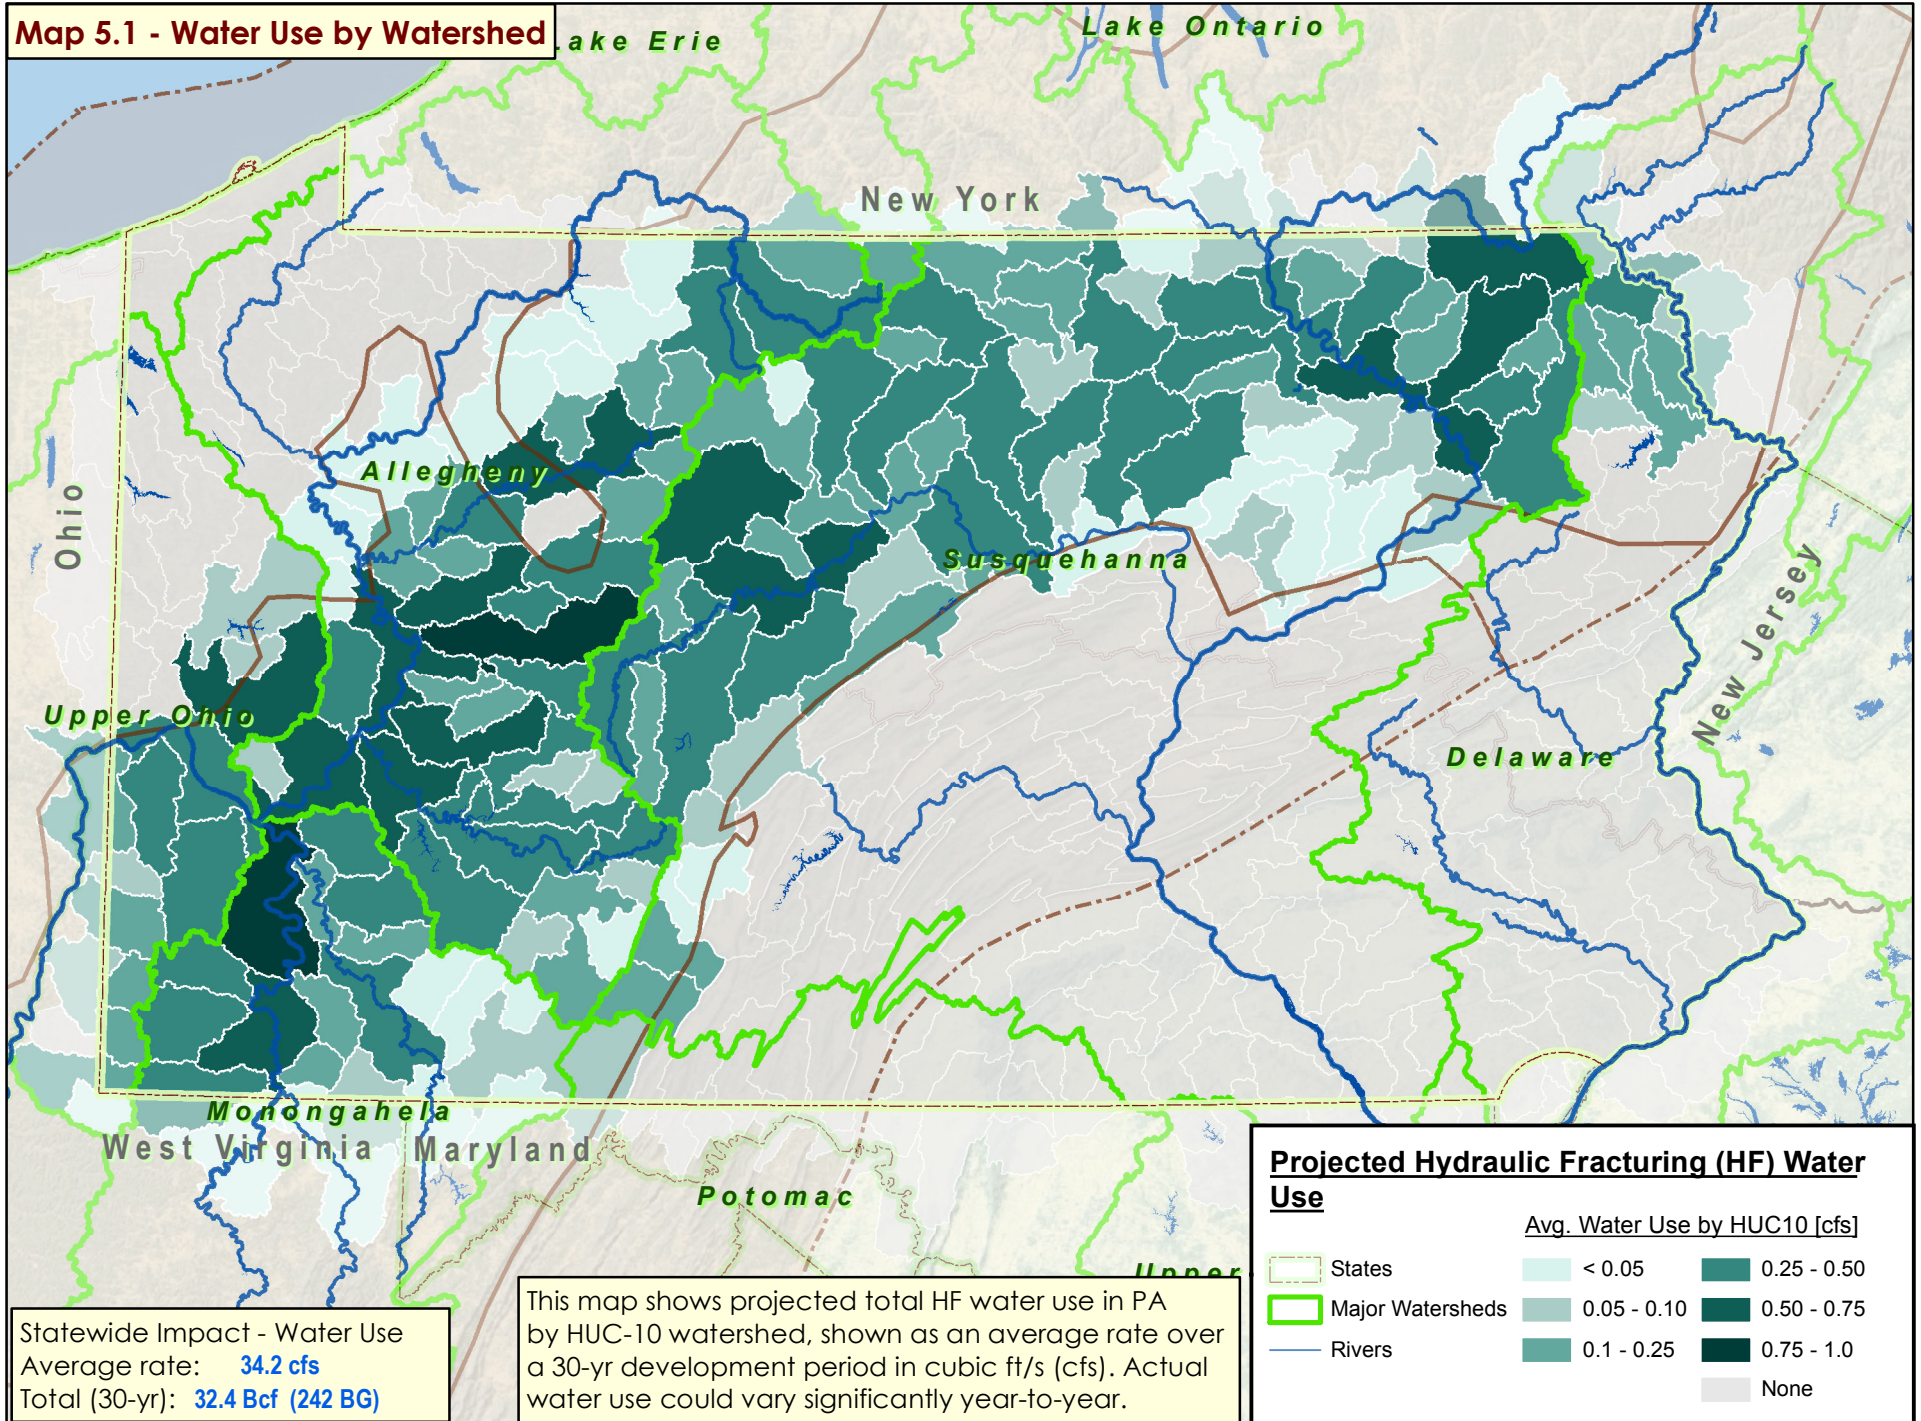 Map 5.1 - Water Use by Watershed
Lake Erie
Lake Ontario
New York
Allegheny
Ohio
Susquehanna
New Jersey
Upper Ohio
Delaware
Monongahela
West Virginia
Maryland
Potomac
Upper
Projected Hydraulic Fracturing (HF) Water
Use
Avg. Water Use by HUC10 [cfs]
States
Major Watersheds
Rivers
< 0.05
0.05 - 0.10
0.1 - 0.25
0.25 - 0.50
0.50 - 0.75
0.75 - 1.0
None
Statewide Impact - Water Use
Average rate: 34.2 cfs
Total (30-yr): 32.4 Bcf (242 BG)
This map shows projected total HF water use in PA
by HUC-10 watershed, shown as an average rate over
a 30-yr development period in cubic ft/s (cfs). Actual
water use could vary significantly year-to-year.